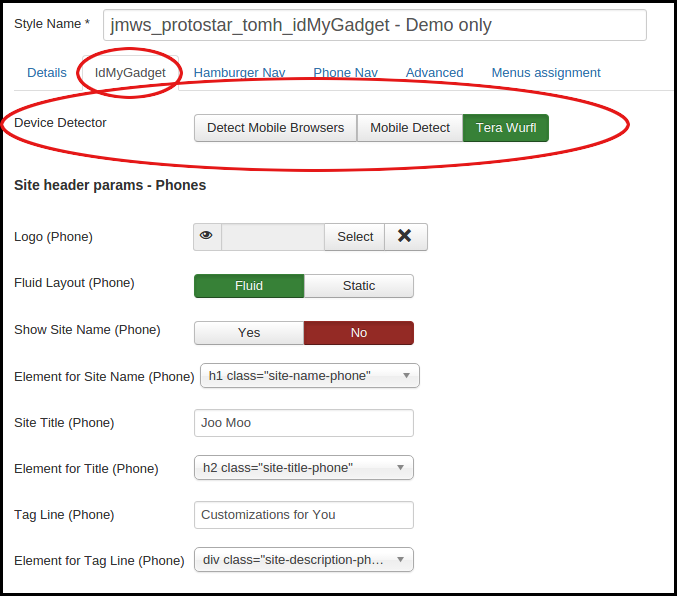 Style Name * jmws_protostar_tomh_idMyGadget - Demo only
Details IdMyGadget Hamburger Nav Phone Nav Advanced Menus assignment
Device Detector Detect Mobile Browsers Mobile Detect Tera Wurfl
Site header params - Phones
Logo (Phone) Select
Fluid Layout (Phone) Fluid Static
Show Site Name (Phone) Yes No
Element for Site Name (Phone) h1 class="site-name-phone"
Site Title (Phone) Joo Moo
Element for Title (Phone) h2 class="site-title-phone"
Tag Line (Phone) Customizations for You
Element for Tag Line (Phone) div class="site-description-ph…